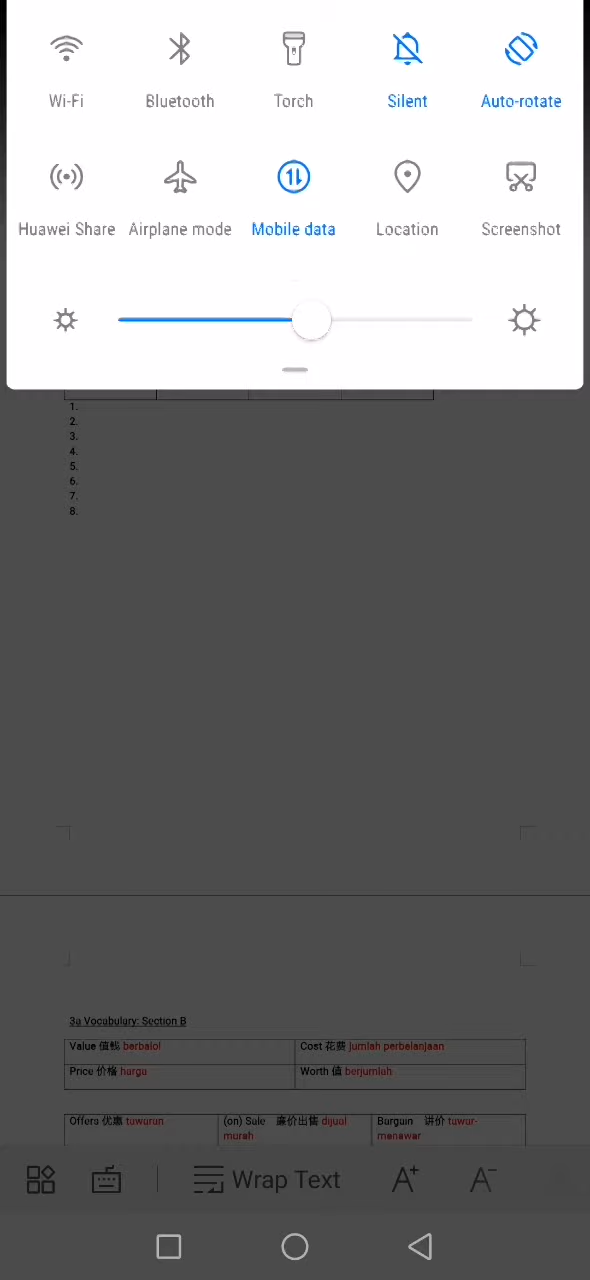 Wi-Fi Bluetooth Torch Silent Auto-rotate
Huawei Share Airplane mode Mobile data Location Screenshot
1.
2.
3.
4.
5.
6.
7.
8.
3a Vocabulary: Section B
Value 值钱 berbaloi Cost 花费 jumlah perbelanjaan
Price 价格 harga Worth 值 berjumlah
Offers 优惠 tawaran (on) Sale 廉价出售 dijual Bargain 讲价 tawar-
murah menawar
Wrap Text A+ A-